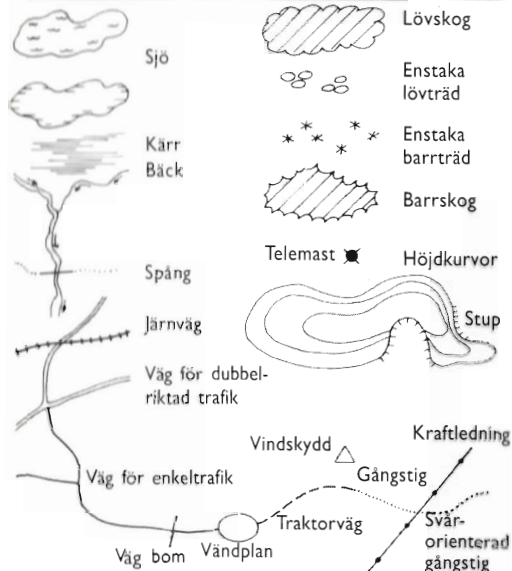 Sjö
Kärr
Bäck
Spång
Järnväg
Väg för dubbel-
riktad trafik
Väg för enkeltrafik
Väg bom
Vändplan
Lövskog
Enstaka
lövträd
Enstaka
barrträd
Barrskog
Telemast
Höjdkurvor
Stup
Kraftledning
Vindskydd
Gångstig
Traktorväg
Svår-
orienterad
gångstig